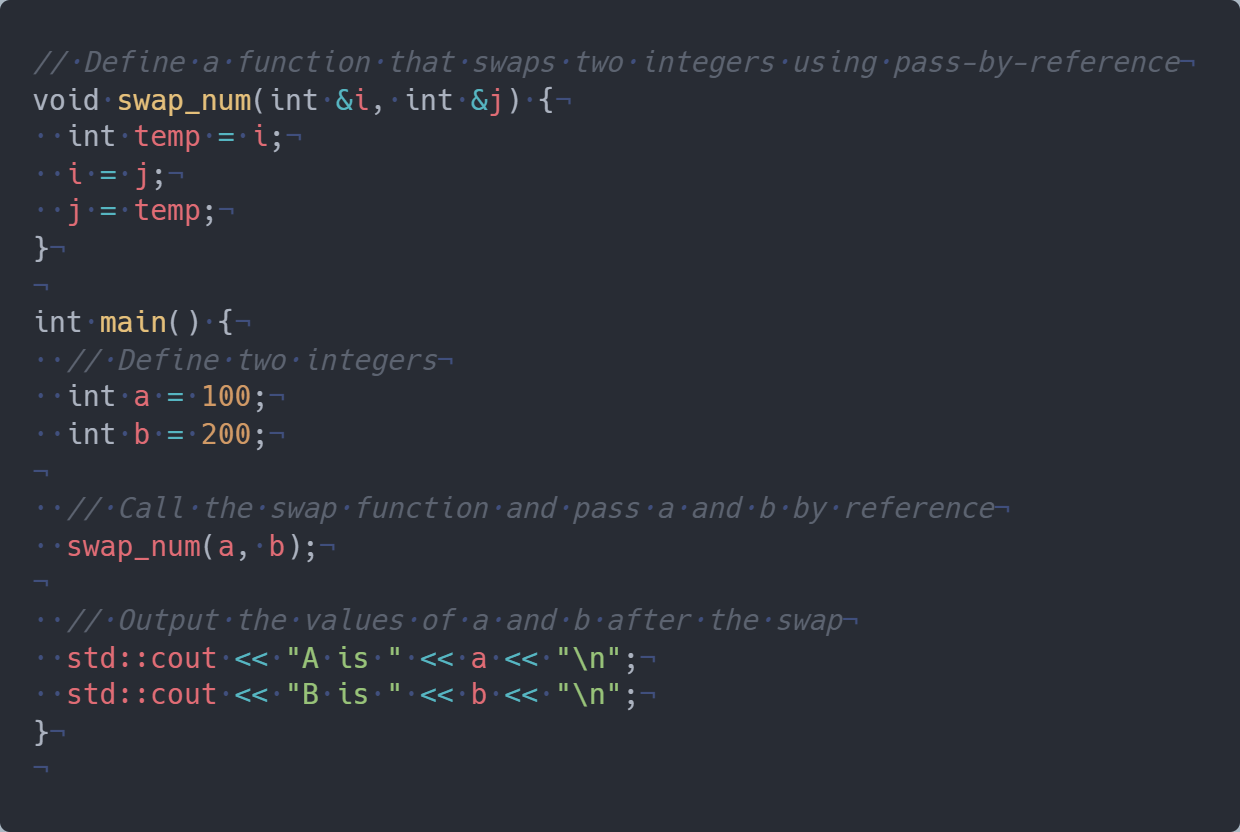 // Define a function that swaps two integers using pass-by-reference
void swap_num(int &i, int &j) {
  int temp = i;
  i = j;
  j = temp;
}

int main() {
  // Define two integers
  int a = 100;
  int b = 200;

  // Call the swap function and pass a and b by reference
  swap_num(a, b);

  // Output the values of a and b after the swap
  std::cout << "A is " << a << "\n";
  std::cout << "B is " << b << "\n";
}